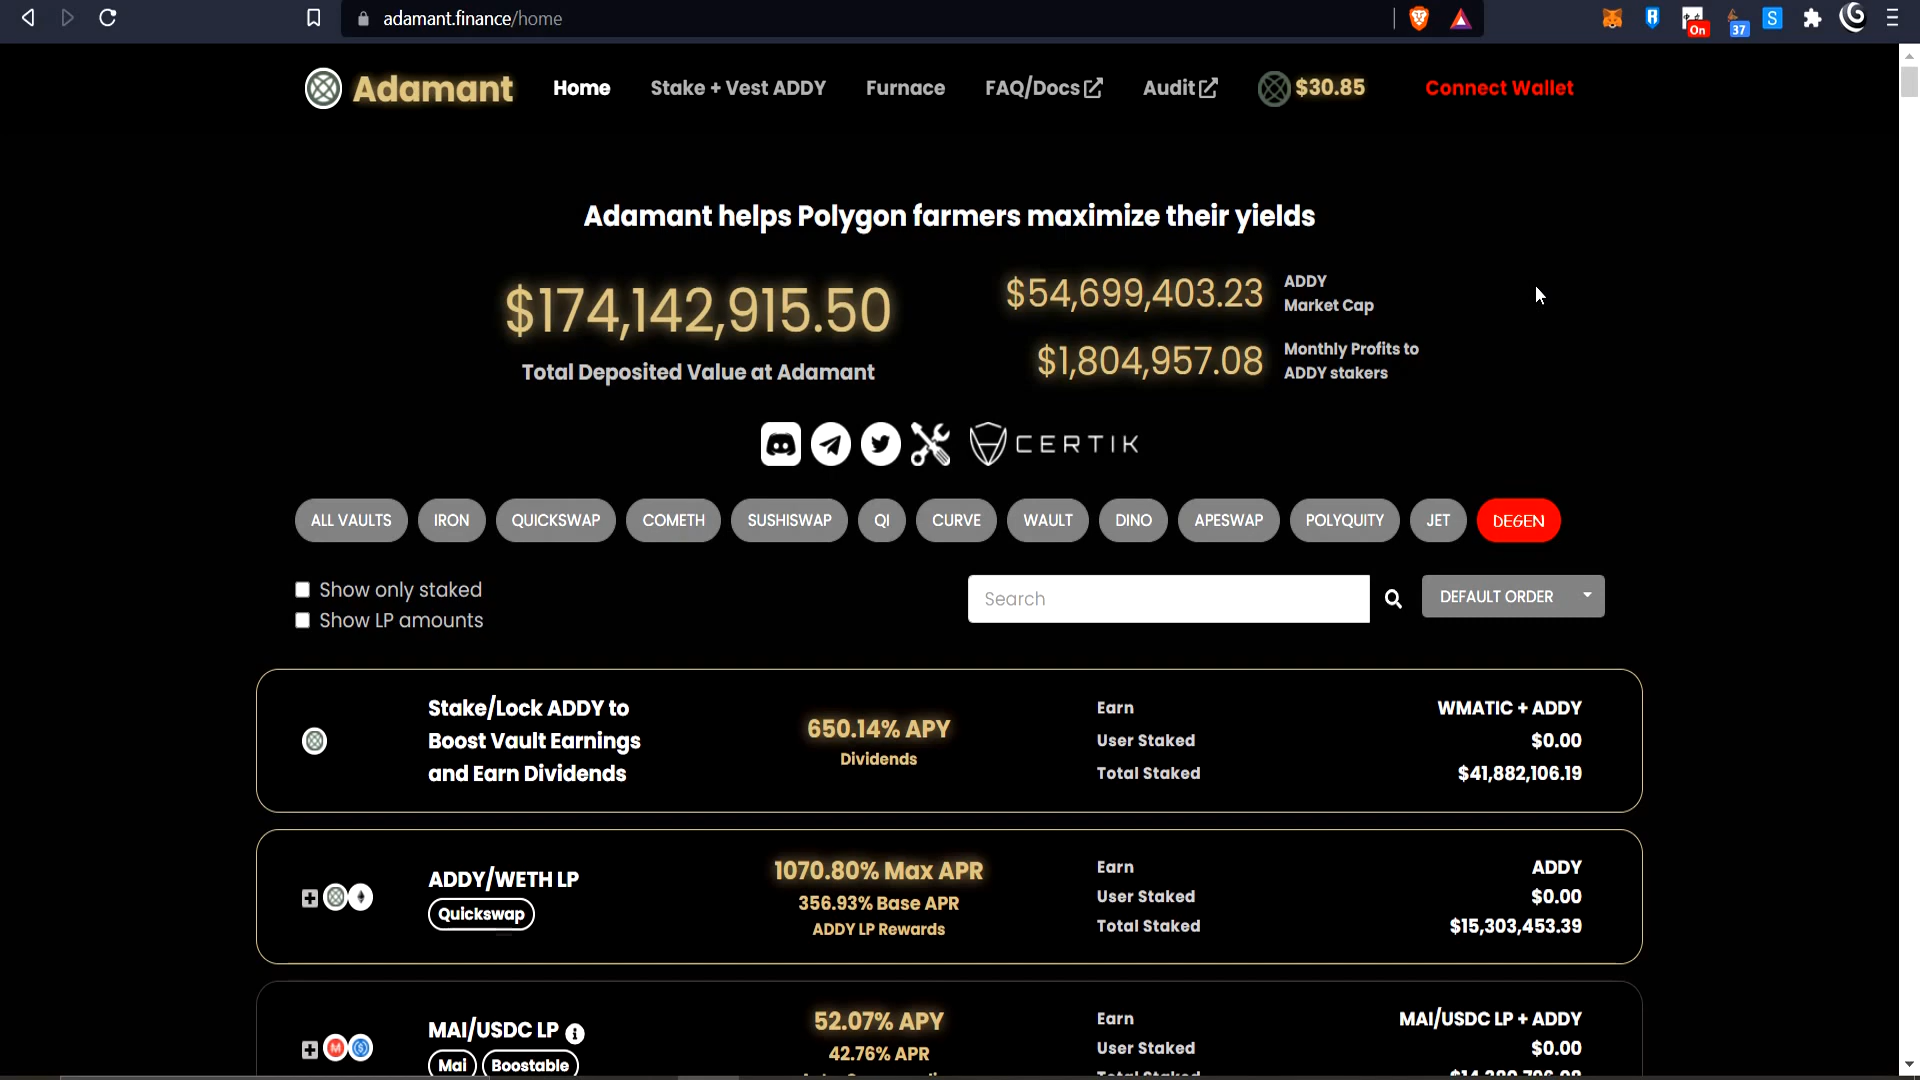 adamant.finance/home
On
37
S
Adamant
Home
Stake + Vest ADDY
Furnace
FAQ/Docs
Audit
$30.85
Connect Wallet
Adamant helps Polygon farmers maximize their yields
$174,142,915.50
Total Deposited Value at Adamant
$54,699,403.23
ADDY
Market Cap
$1,804,957.08
Monthly Profits to
ADDY stakers
CERTIK
ALL VAULTS
IRON
QUICKSWAP
COMETH
SUSHISWAP
QI
CURVE
WAULT
DINO
APESWAP
POLYQUITY
JET
DEGEN
Show only staked
Show LP amounts
Search
DEFAULT ORDER
Stake/Lock ADDY to
Boost Vault Earnings
and Earn Dividends
650.14% APY
Dividends
Earn
WMATIC + ADDY
User Staked
$0.00
Total Staked
$41,882,106.19
ADDY/WETH LP
Quickswap
1070.80% Max APR
356.93% Base APR
ADDY LP Rewards
Earn
ADDY
User Staked
$0.00
Total Staked
$15,303,453.39
MAI/USDC LP
Mai
Boostable
52.07% APY
42.76% APR
Earn
MAI/USDC LP + ADDY
User Staked
$0.00
Total Staked